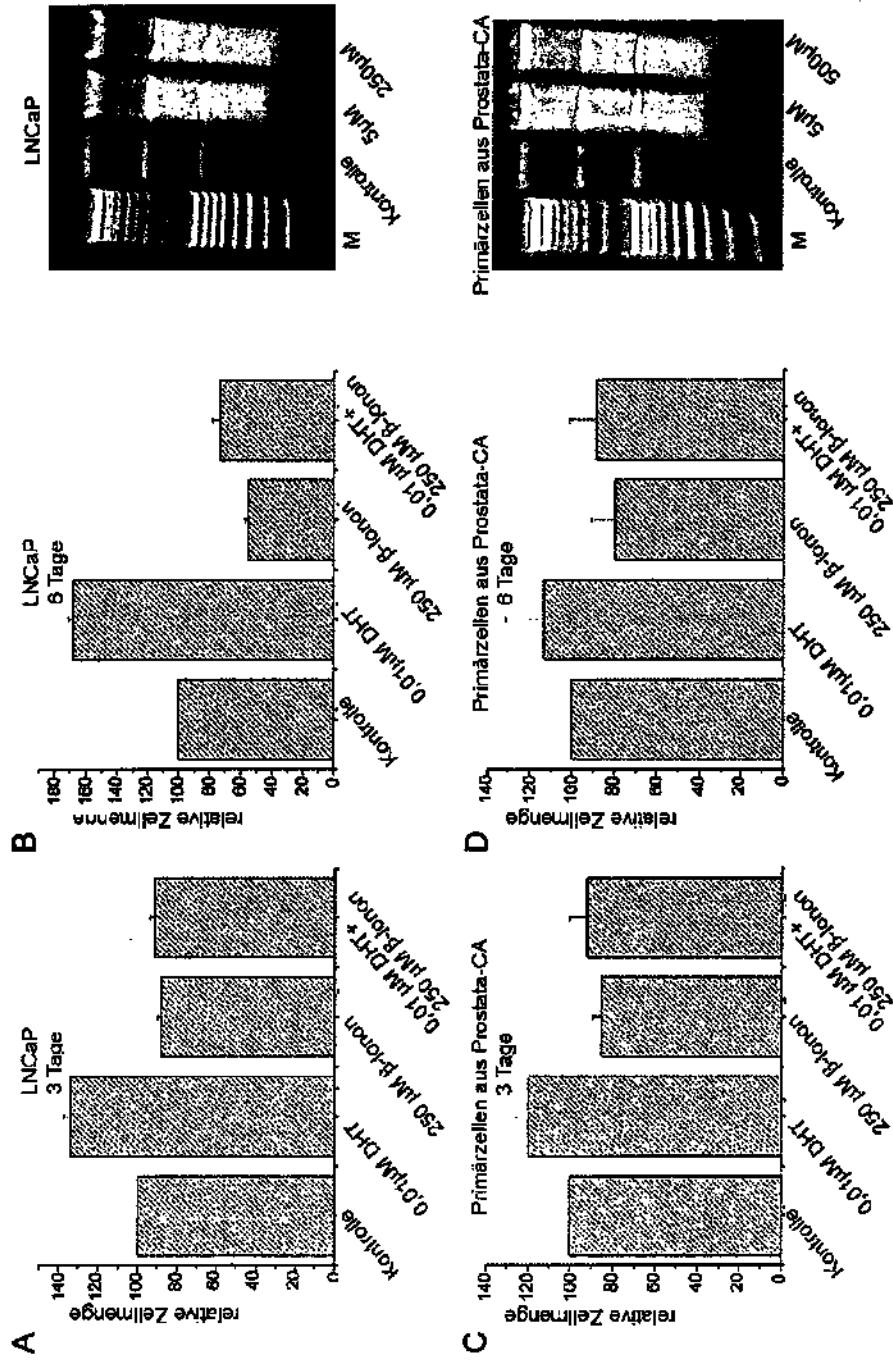 A
LNCaP
3 Tage
relative Zellmenge
140
120
100
80
60
40
20
0
Kontrolle
0,01µM DHT
250 µM β-Ionon
0,01 µM DHT+
250 µM β-Ionon
B
LNCaP
6 Tage
relative Zellmenge
180
160
140
120
100
80
60
40
20
0
Kontrolle
0,01µM DHT
250 µM β-Ionon
0,01 µM DHT+
250 µM β-Ionon
LNCaP
M
Kontrolle
5µM
250µM
C
Primärzellen aus Prostata-CA
3 Tage
relative Zellmenge
140
120
100
80
60
40
20
0
Kontrolle
0,01µM DHT
250 µM β-Ionon
0,01 µM DHT+
250 µM β-Ionon
D
Primärzellen aus Prostata-CA
- 6 Tage
relative Zellmenge
140
120
100
80
60
40
20
0
Kontrolle
0,01µM DHT
250 µM β-Ionon
0,01 µM DHT+
250 µM β-Ionon
Primärzellen aus Prostata-CA
M
Kontrolle
5µM
500µM